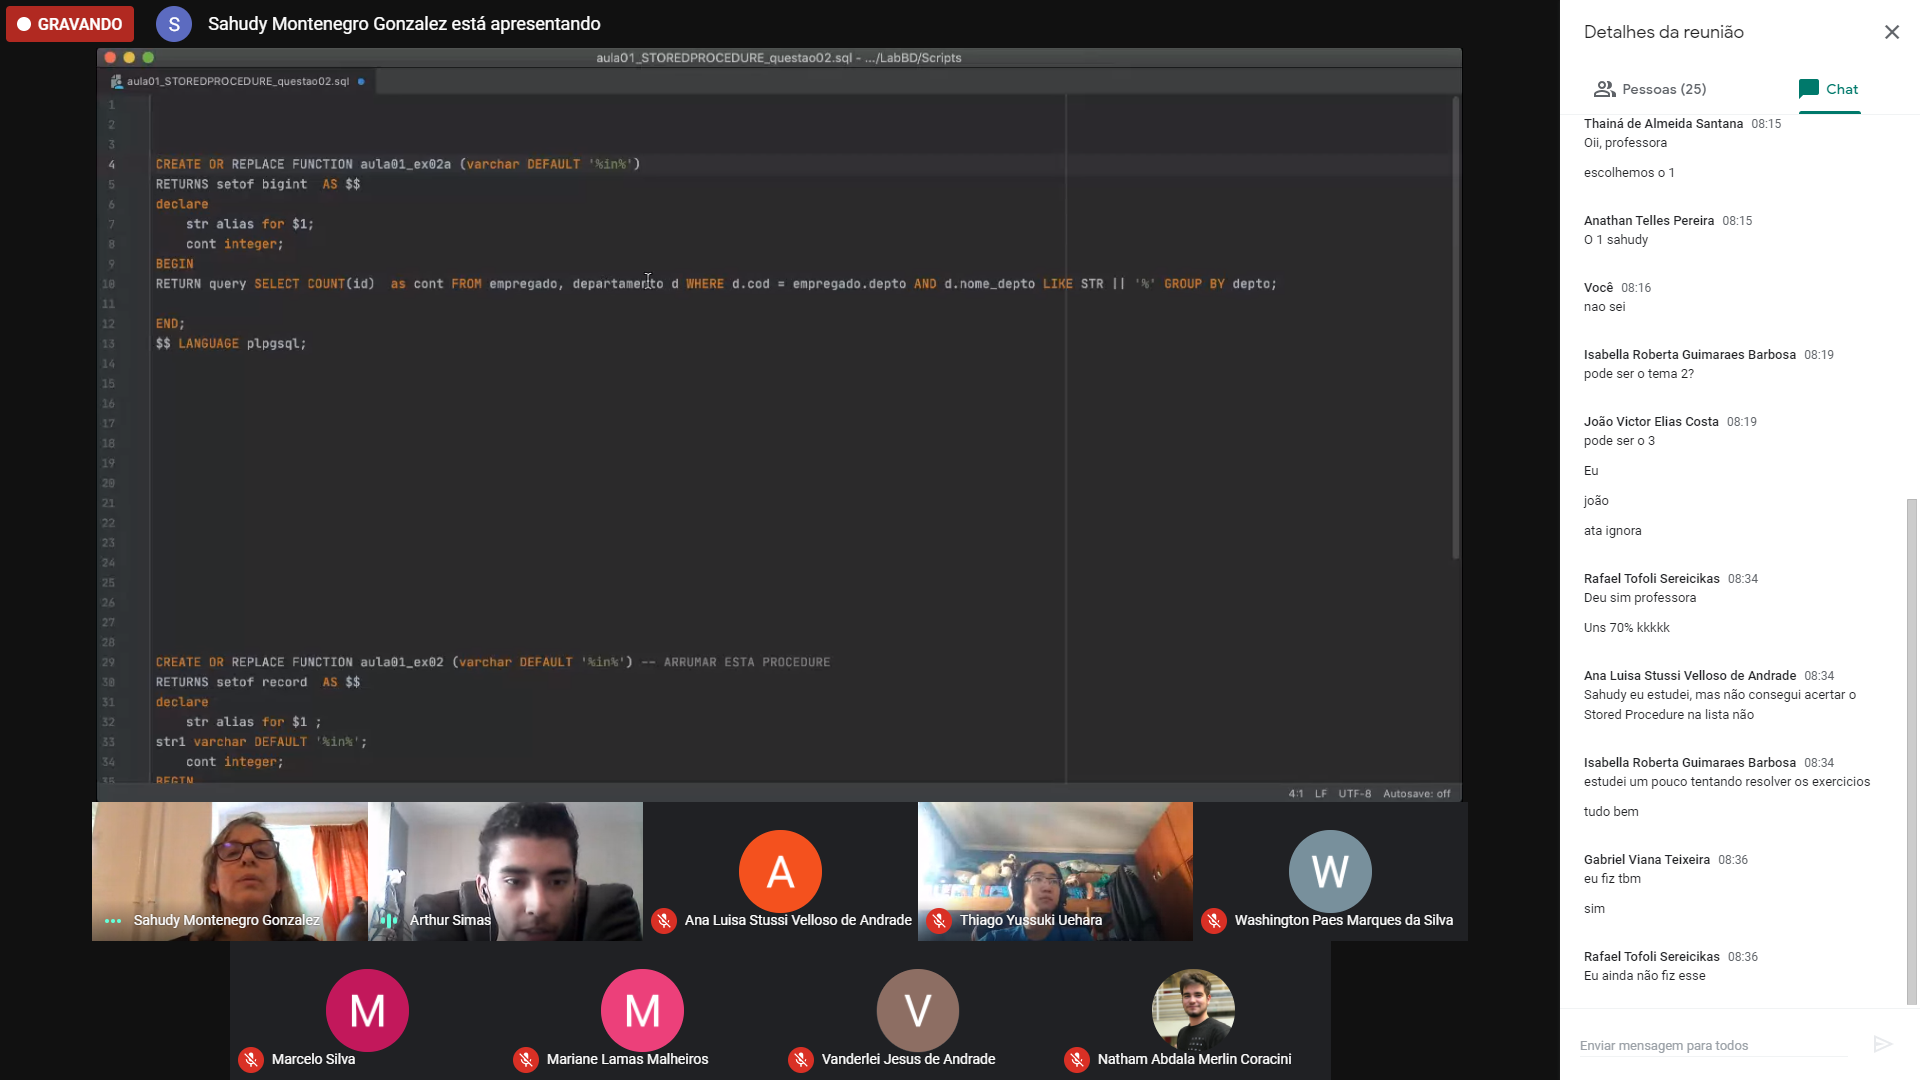 GRAVANDO
S
Sahudy Montenegro Gonzalez está apresentando
aula01_STOREDPROCEDURE_questao02.sql - .../LabBD/Scripts
aula01_STOREDPROCEDURE_questao02.sql
1
2
3
4 CREATE OR REPLACE FUNCTION aula01_ex02a (varchar DEFAULT '%in%')
5 RETURNS setof bigint  AS $$
6 declare
7     str alias for $1;
8     cont integer;
9 BEGIN
10 RETURN query SELECT COUNT(id)  as cont FROM empregado, departamento d WHERE d.cod = empregado.depto AND d.nome_depto LIKE STR || '%' GROUP BY depto;
11
12 END;
13 $$ LANGUAGE plpgsql;
14
15
16
17
18
19
20
21
22
23
24
25
26
27
28
29 CREATE OR REPLACE FUNCTION aula01_ex02 (varchar DEFAULT '%in%') -- ARRUMAR ESTA PROCEDURE
30 RETURNS setof record  AS $$
31 declare
32     str alias for $1 ;
33 str1 varchar DEFAULT '%in%';
34     cont integer;
35 BEGIN
4:1 LF UTF-8 Autosave: off
Sahudy Montenegro Gonzalez
Arthur Simas
A
Ana Luisa Stussi Velloso de Andrade
Thiago Yussuki Uehara
W
Washington Paes Marques da Silva
M
Marcelo Silva
M
Mariane Lamas Malheiros
V
Vanderlei Jesus de Andrade
Natham Abdala Merlin Coracini
Detalhes da reunião
Pessoas (25)
Chat
Thainá de Almeida Santana 08:15
Oii, professora
escolhemos o 1
Anathan Telles Pereira 08:15
O 1 sahudy
Você 08:16
nao sei
Isabella Roberta Guimaraes Barbosa 08:19
pode ser o tema 2?
João Victor Elias Costa 08:19
pode ser o 3
Eu
joão
ata ignora
Rafael Tofoli Sereicikas 08:34
Deu sim professora
Uns 70% kkkkk
Ana Luisa Stussi Velloso de Andrade 08:34
Sahudy eu estudei, mas não consegui acertar o
Stored Procedure na lista não
Isabella Roberta Guimaraes Barbosa 08:34
estudei um pouco tentando resolver os exercicios
tudo bem
Gabriel Viana Teixeira 08:36
eu fiz tbm
sim
Rafael Tofoli Sereicikas 08:36
Eu ainda não fiz esse
Enviar mensagem para todos